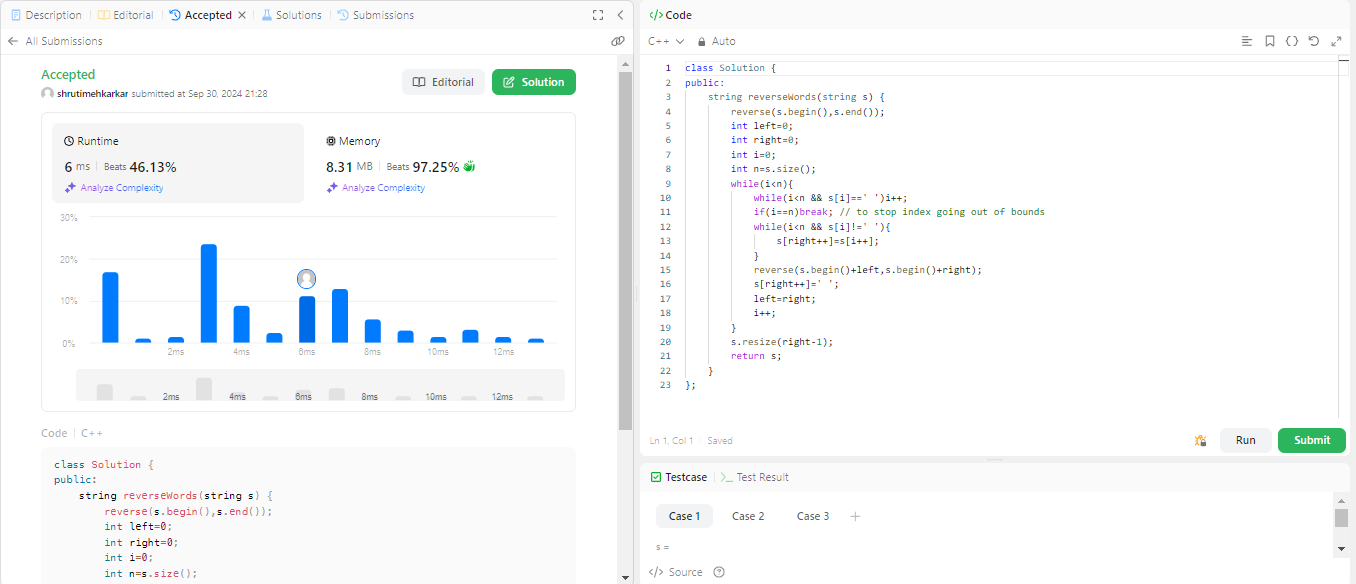 Description Editorial Accepted Solutions Submissions
All Submissions
Accepted
shrutimehkarkar submitted at Sep 30, 2024 21:28
Editorial
Solution
Runtime
6 ms Beats 46.13%
Analyze Complexity
Memory
8.31 MB Beats 97.25%
Analyze Complexity
30%
20%
10%
0%
2ms 4ms 6ms 8ms 10ms 12ms
2ms 4ms 6ms 8ms 10ms 12ms
Code C++
class Solution {
public:
    string reverseWords(string s) {
        reverse(s.begin(),s.end());
        int left=0;
        int right=0;
        int i=0;
        int n=s.size();
</> Code
C++ Auto
1 class Solution {
2 public:
3     string reverseWords(string s) {
4         reverse(s.begin(),s.end());
5         int left=0;
6         int right=0;
7         int i=0;
8         int n=s.size();
9         while(i<n){
10             while(i<n && s[i]==' ')i++;
11             if(i==n)break; // to stop index going out of bounds
12             while(i<n && s[i]!=' '){
13                 s[right++]=s[i++];
14             }
15             reverse(s.begin()+left,s.begin()+right);
16             s[right++]=' ';
17             left=right;
18             i++;
19         }
20         s.resize(right-1);
21         return s;
22     }
23 };
Ln 1, Col 1 Saved
Run
Submit
Testcase >_ Test Result
Case 1 Case 2 Case 3 +
s =
</> Source ?